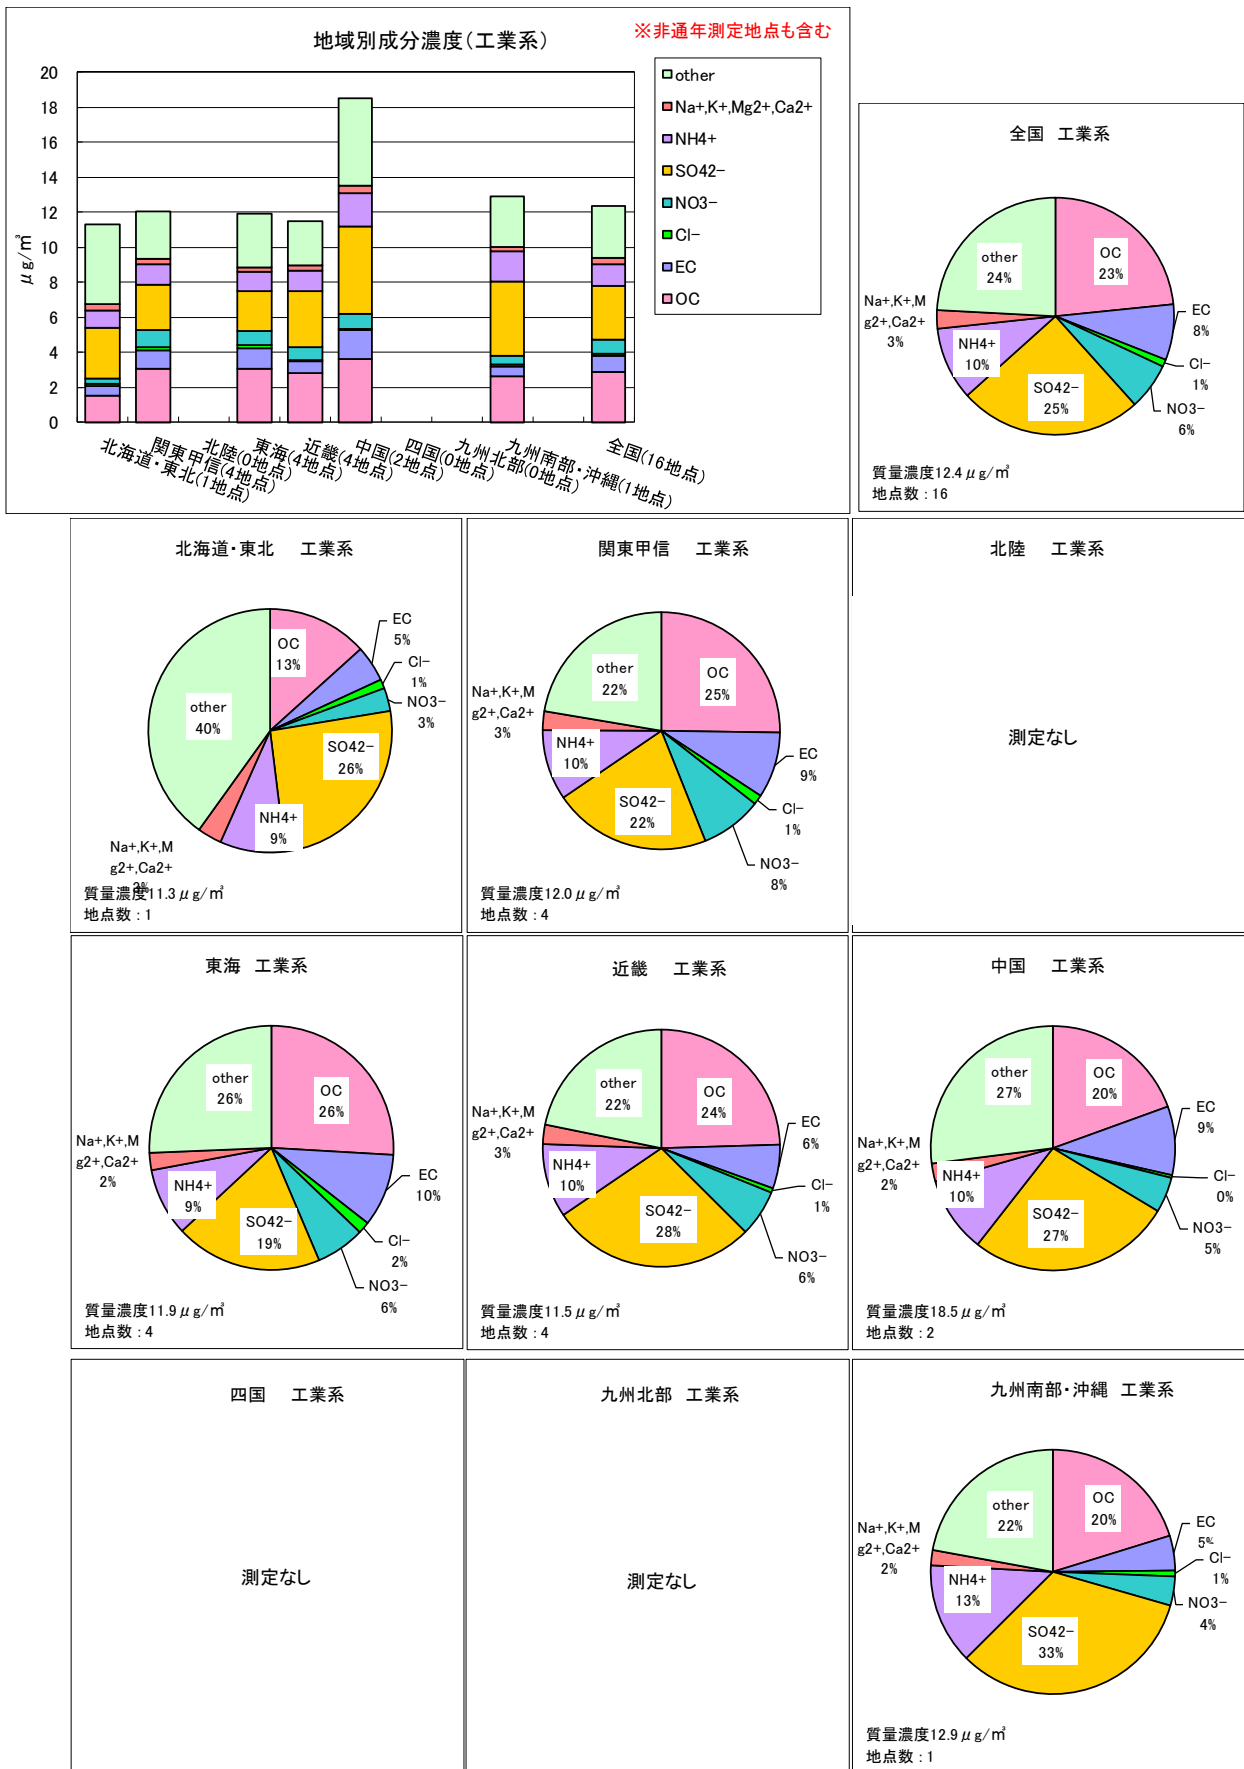 地域別成分濃度(工業系)
※非通年測定地点も含む
20
18
16
14
12
10
8
6
4
2
0
μg/㎥
北海道・東北(1地点)
関東甲信(4地点)
北陸(0地点)
東海(4地点)
近畿(4地点)
中国(2地点)
四国(0地点)
九州北部(0地点)
九州南部・沖縄(1地点)
全国(16地点)
other
Na+,K+,Mg2+,Ca2+
NH4+
SO42-
NO3-
Cl-
EC
OC
全国 工業系
OC
23%
EC
8%
Cl-
1%
NO3-
6%
SO42-
25%
NH4+
10%
Na+,K+,M
g2+,Ca2+
3%
other
24%
質量濃度12.4μg/㎥
地点数:16
北海道・東北 工業系
OC
13%
EC
5%
Cl-
1%
NO3-
3%
SO42-
26%
NH4+
9%
Na+,K+,M
g2+,Ca2+
3%
other
40%
質量濃度11.3μg/㎥
地点数:1
関東甲信 工業系
OC
25%
EC
9%
Cl-
1%
NO3-
8%
SO42-
22%
NH4+
10%
Na+,K+,M
g2+,Ca2+
3%
other
22%
質量濃度12.0μg/㎥
地点数:4
北陸 工業系
測定なし
東海 工業系
OC
26%
EC
10%
Cl-
2%
NO3-
6%
SO42-
19%
NH4+
9%
Na+,K+,M
g2+,Ca2+
2%
other
26%
質量濃度11.9μg/㎥
地点数:4
近畿 工業系
OC
24%
EC
6%
Cl-
1%
NO3-
6%
SO42-
28%
NH4+
10%
Na+,K+,M
g2+,Ca2+
3%
other
22%
質量濃度11.5μg/㎥
地点数:4
中国 工業系
OC
20%
EC
9%
Cl-
0%
NO3-
5%
SO42-
27%
NH4+
10%
Na+,K+,M
g2+,Ca2+
2%
other
27%
質量濃度18.5μg/㎥
地点数:2
四国 工業系
測定なし
九州北部 工業系
測定なし
九州南部・沖縄 工業系
OC
20%
EC
5%
Cl-
1%
NO3-
4%
SO42-
33%
NH4+
13%
Na+,K+,M
g2+,Ca2+
2%
other
22%
質量濃度12.9μg/㎥
地点数:1